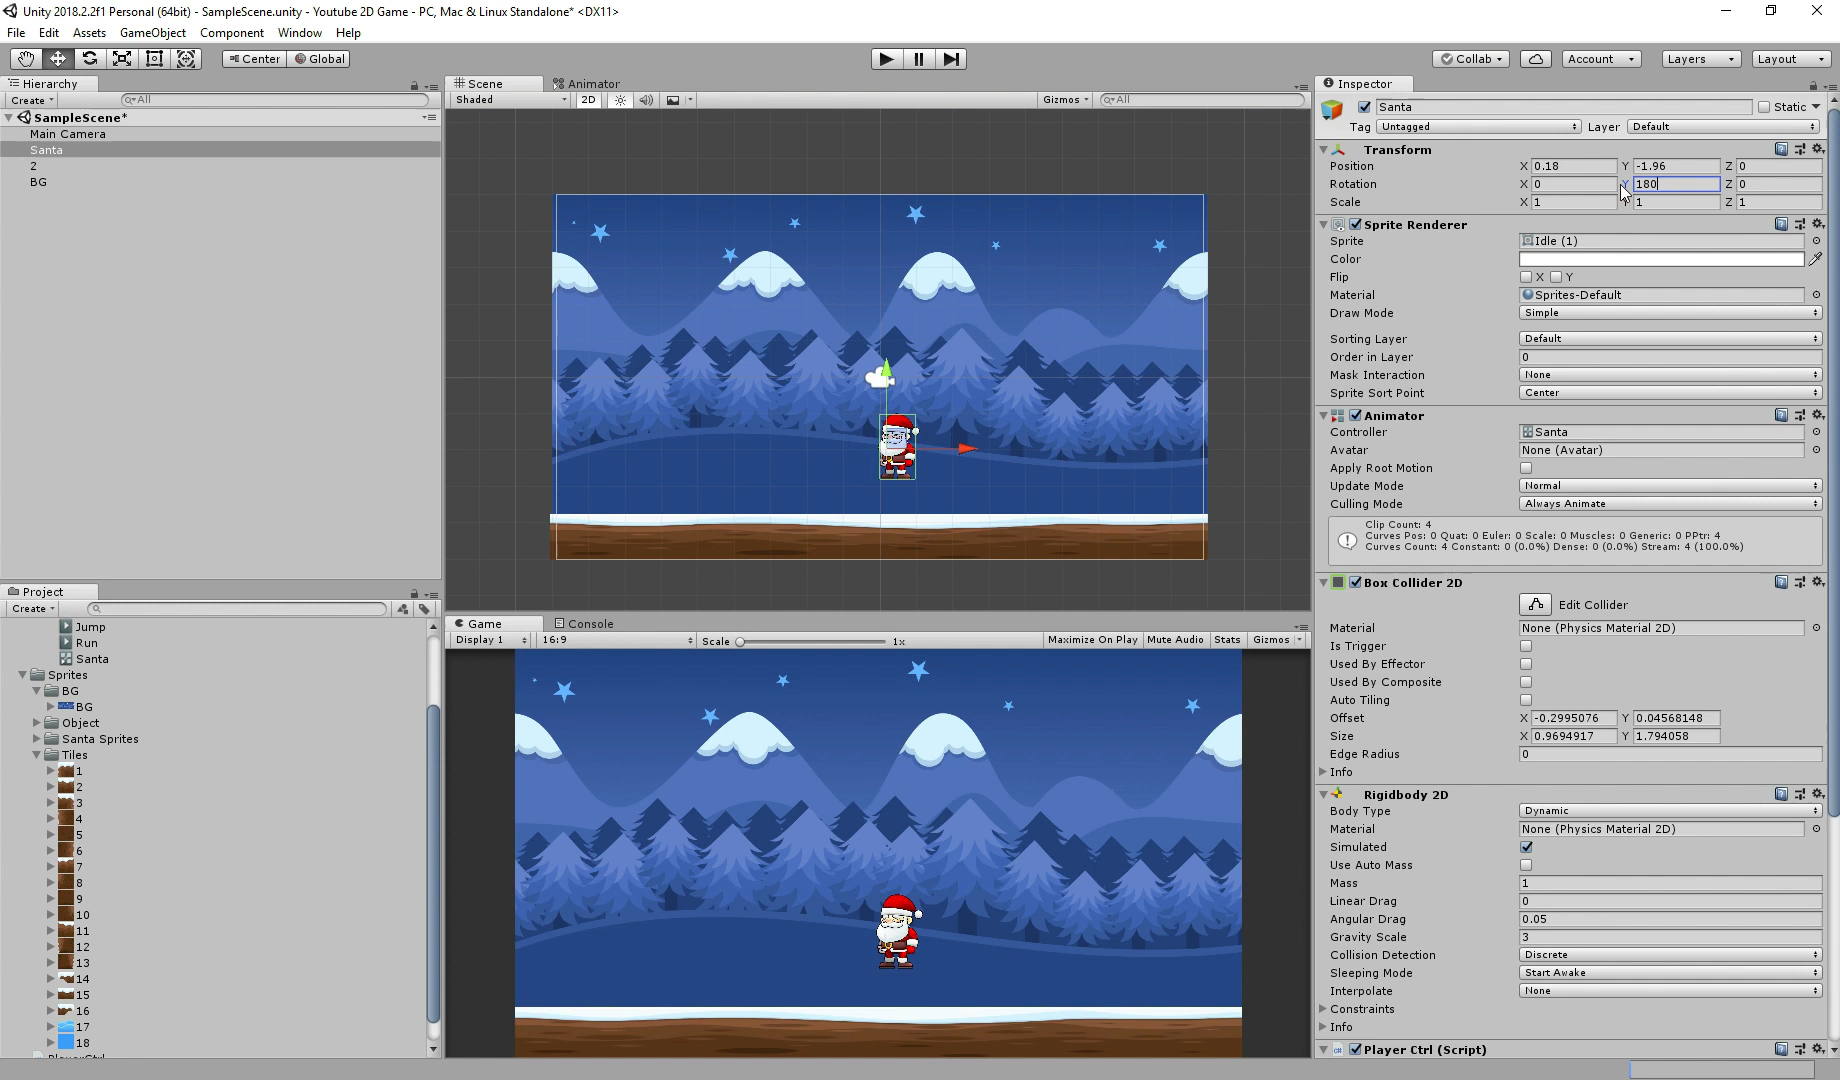 Unity 2018.2.2f1 Personal (64bit) - SampleScene.unity - Youtube 2D Game - PC, Mac & Linux Standalone* <DX11>
File Edit Assets GameObject Component Window Help
Center Global Collab Account Layers Layout
Hierarchy
Create All
SampleScene*
Main Camera
Santa
2
BG
Project
Create
Jump
Run
Santa
Sprites
BG
BG
Object
Santa Sprites
Tiles
1
2
3
4
5
6
7
8
9
10
11
12
13
14
15
16
17
18
Scene Animator
Shaded 2D Gizmos All
Game Console
Display 1 16:9 Scale 1x Maximize On Play Mute Audio Stats Gizmos
Inspector
Santa Static
Tag Untagged Layer Default
Transform
Position X 0.18 Y -1.96 Z 0
Rotation X 0 Y 180 Z 0
Scale X 1 Y 1 Z 1
Sprite Renderer
Sprite Idle (1)
Color
Flip X Y
Material Sprites-Default
Draw Mode Simple
Sorting Layer Default
Order in Layer 0
Mask Interaction None
Sprite Sort Point Center
Animator
Controller Santa
Avatar None (Avatar)
Apply Root Motion
Update Mode Normal
Culling Mode Always Animate
Clip Count: 4
Curves Pos: 0 Quat: 0 Euler: 0 Scale: 0 Muscles: 0 Generic: 0 PPtr: 4
Curves Count: 4 Constant: 0 (0.0%) Dense: 0 (0.0%) Stream: 4 (100.0%)
Box Collider 2D
Edit Collider
Material None (Physics Material 2D)
Is Trigger
Used By Effector
Used By Composite
Auto Tiling
Offset X -0.2995076 Y 0.04568148
Size X 0.9694917 Y 1.794058
Edge Radius 0
Info
Rigidbody 2D
Body Type Dynamic
Material None (Physics Material 2D)
Simulated
Use Auto Mass
Mass 1
Linear Drag 0
Angular Drag 0.05
Gravity Scale 3
Collision Detection Discrete
Sleeping Mode Start Awake
Interpolate None
Constraints
Info
Player Ctrl (Script)